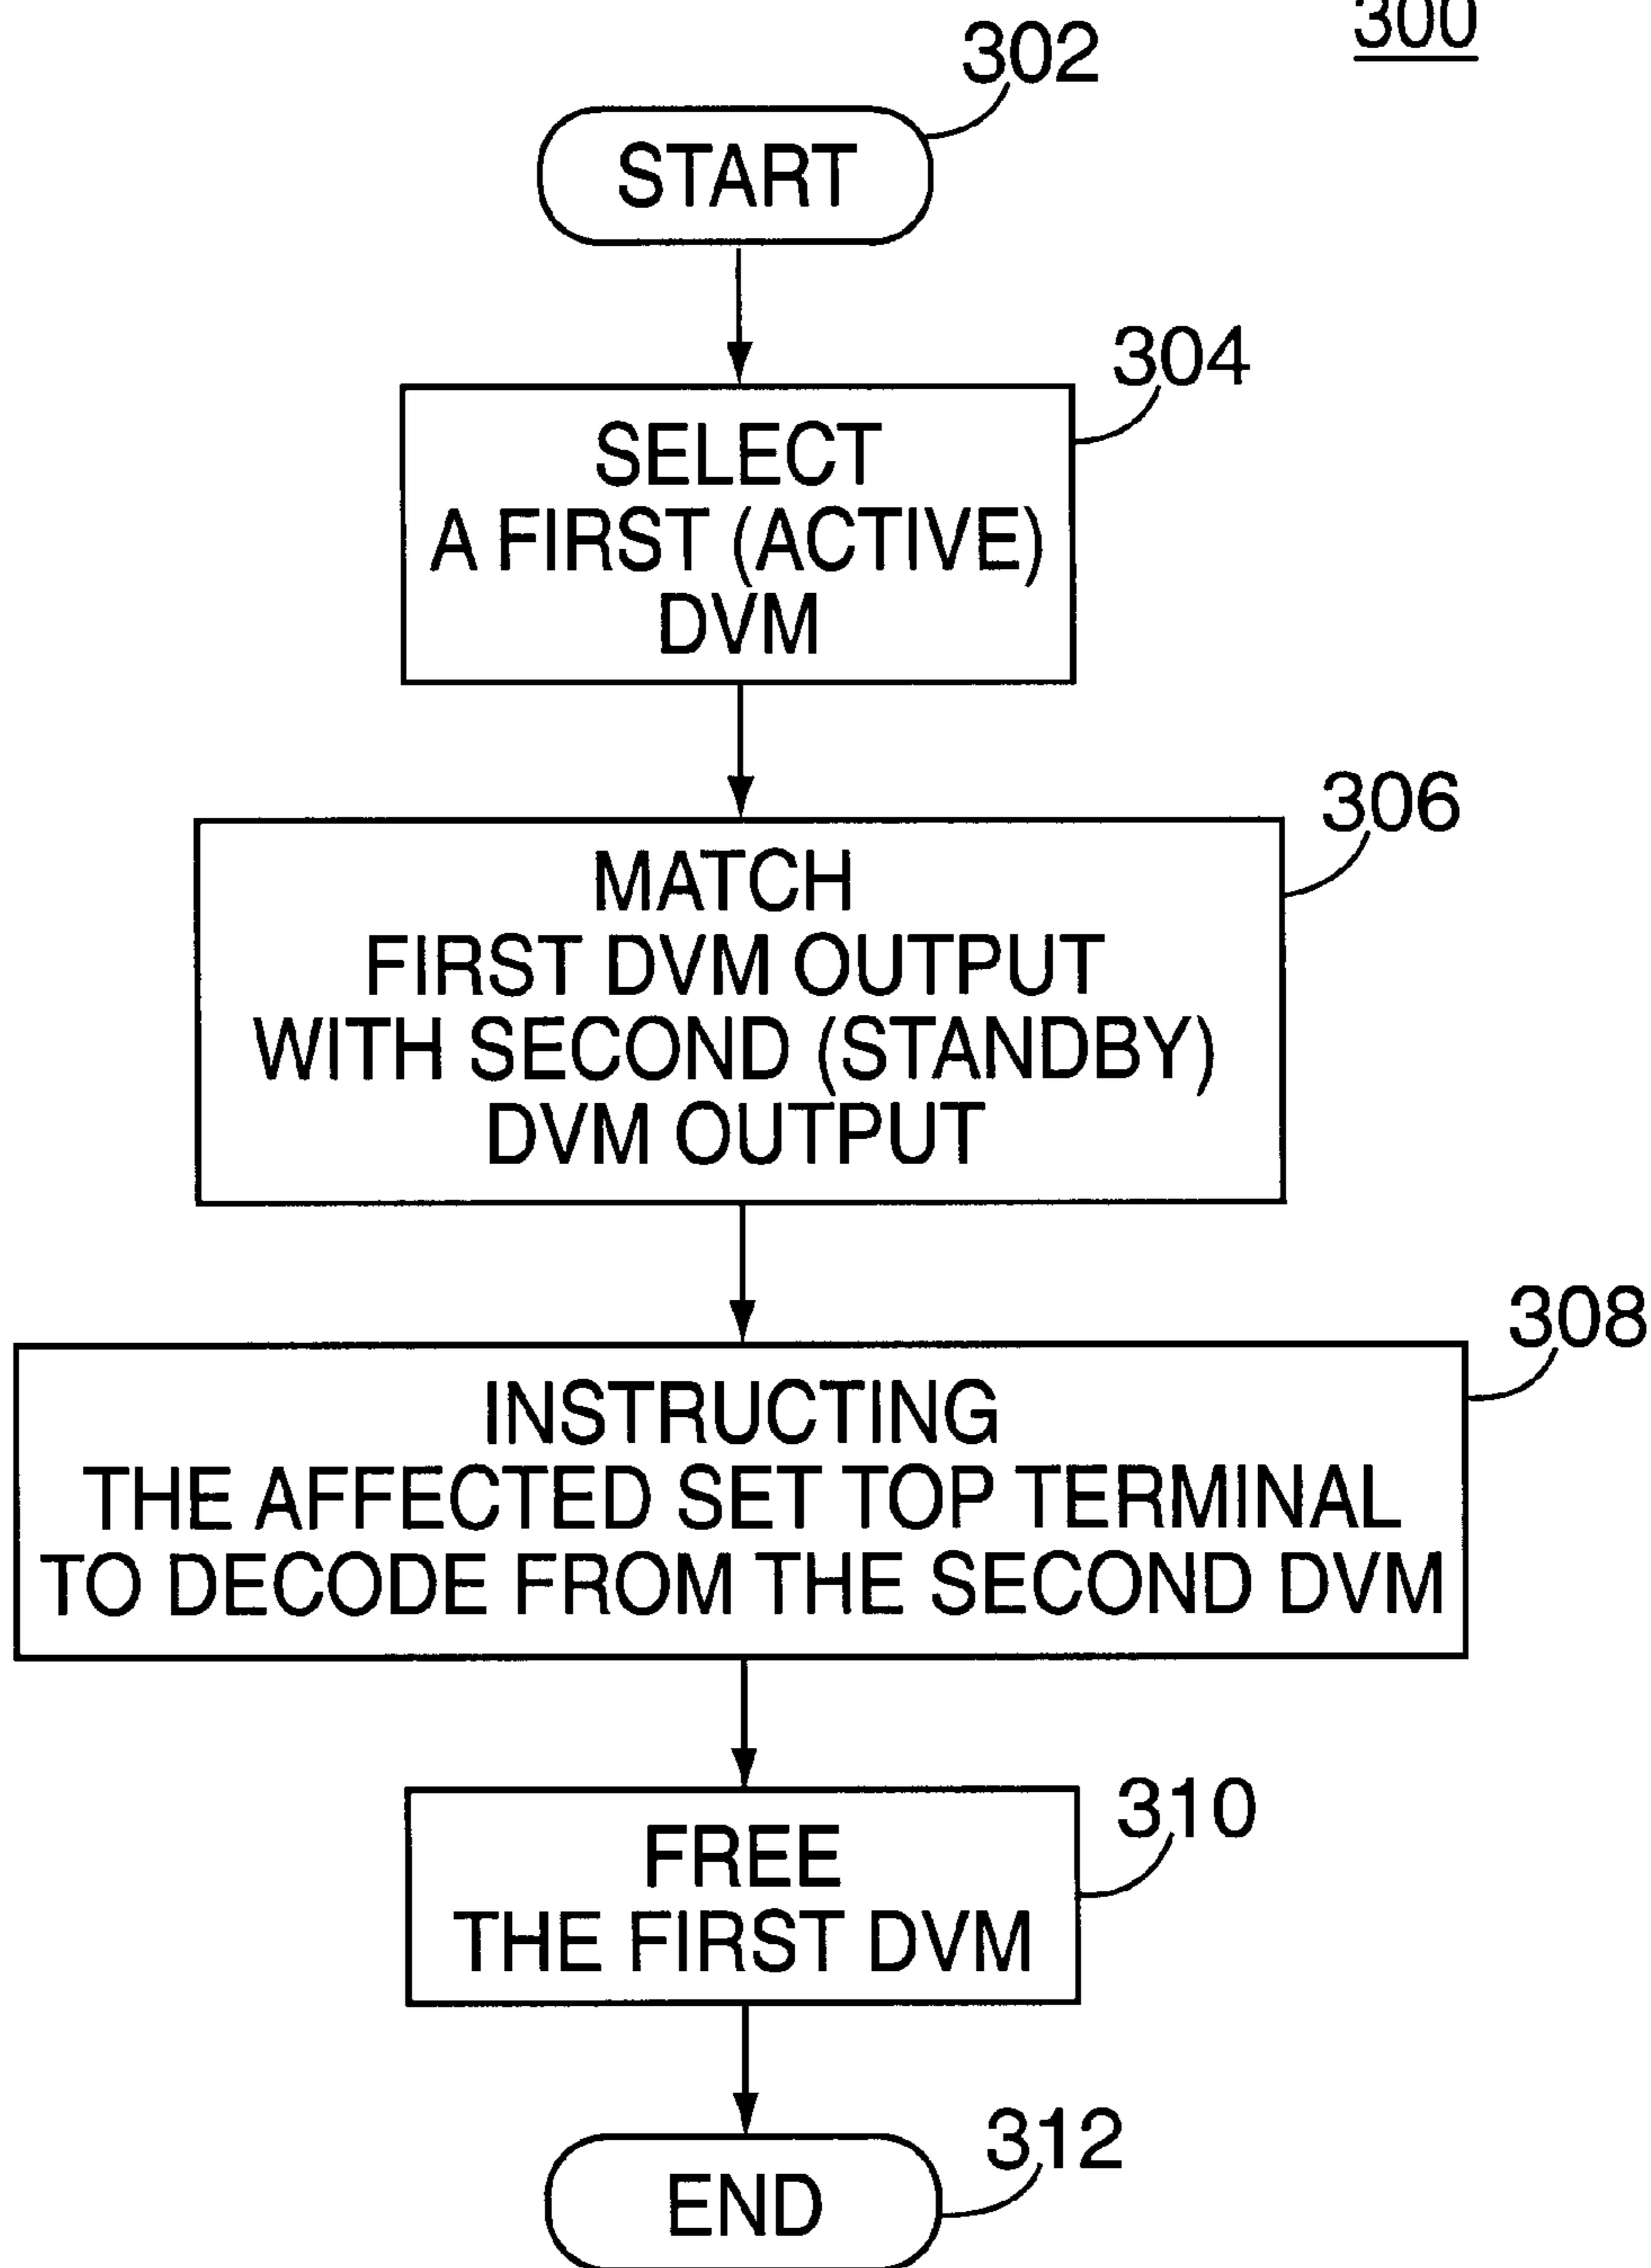 300
302
START
304
SELECT
A FIRST (ACTIVE)
DVM
306
MATCH
FIRST DVM OUTPUT
WITH SECOND (STANDBY)
DVM OUTPUT
308
INSTRUCTING
THE AFFECTED SET TOP TERMINAL
TO DECODE FROM THE SECOND DVM
310
FREE
THE FIRST DVM
312
END